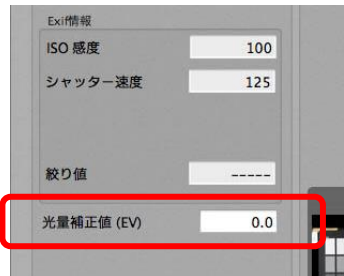 Exif情報
ISO 感度 100
シャッター速度 125
絞り値 -----
光量補正値 (EV) 0.0